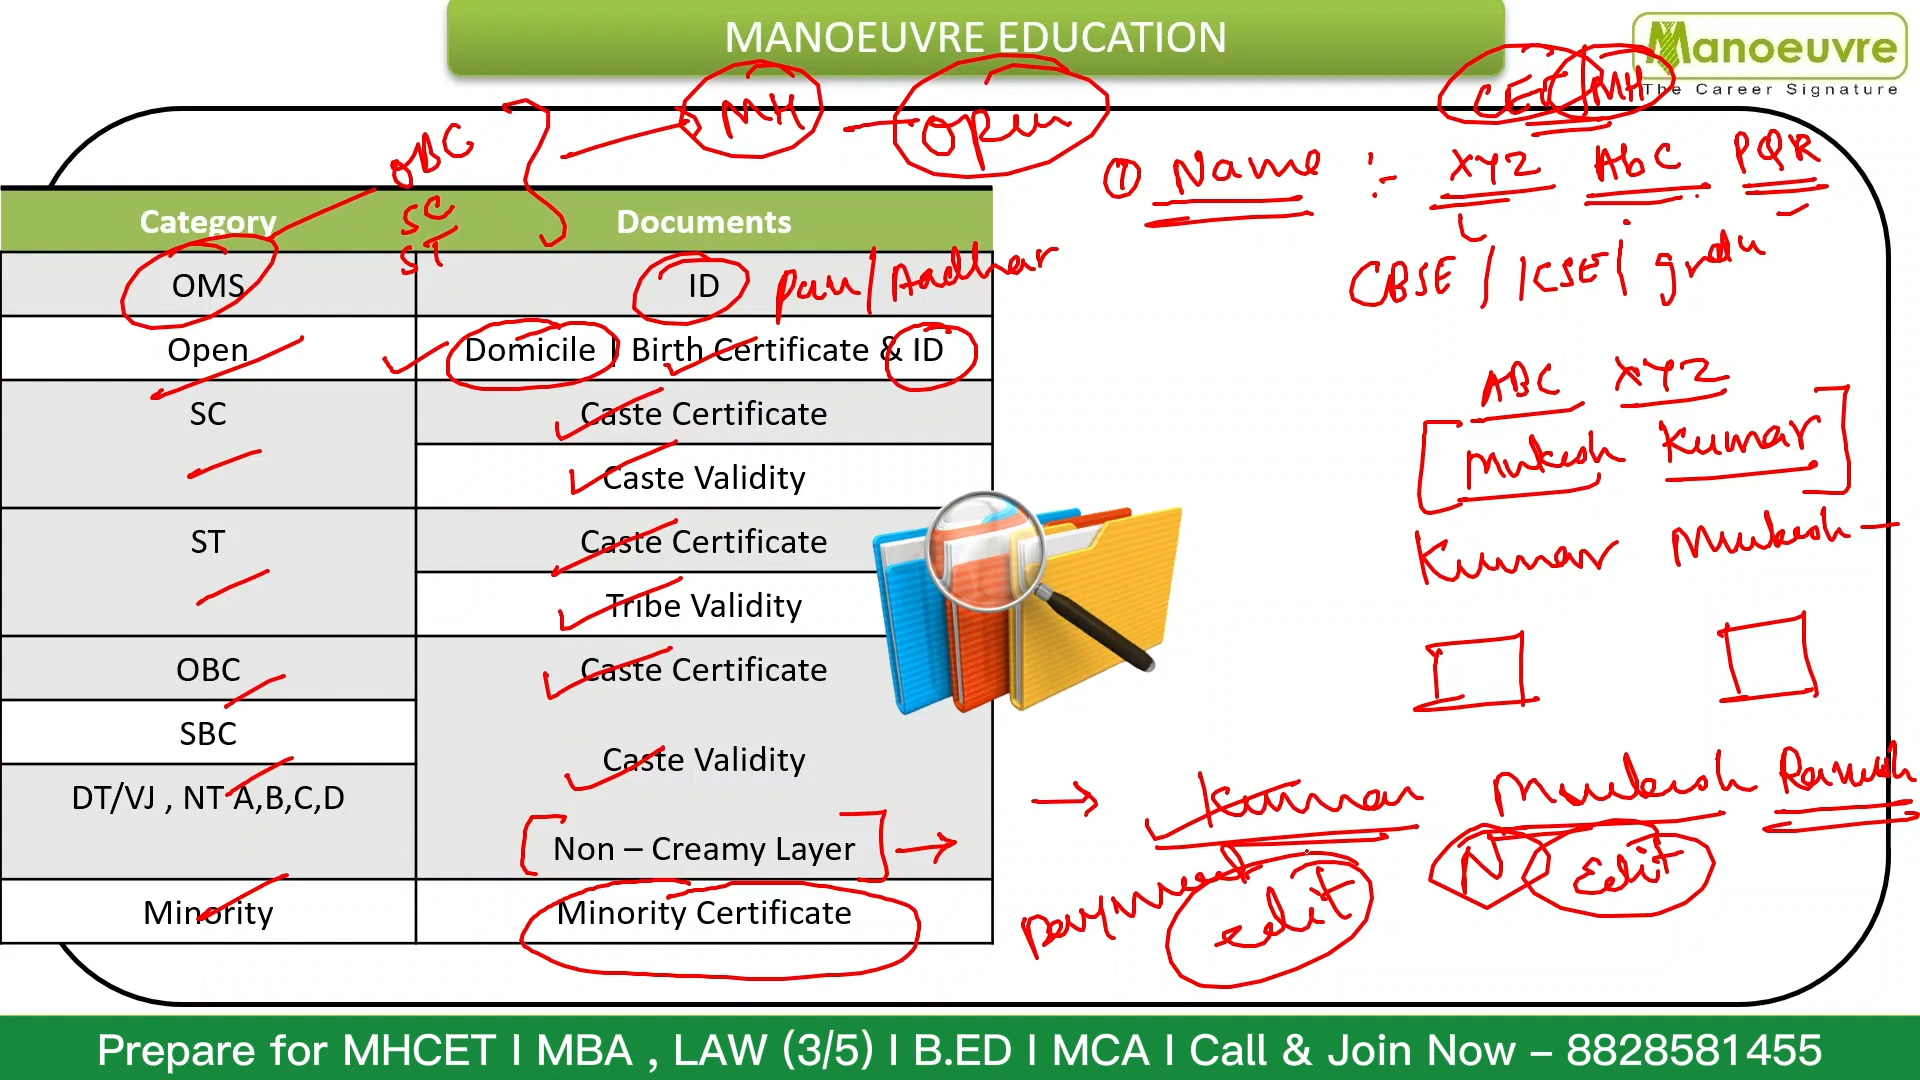 MANOEUVRE EDUCATION
Manoeuvre
The Career Signature
CEC MH
MH — open
OBC
SC
ST
① Name :- XYZ AbC PQR
CBSE / ICSE | grdu
Category Documents
OMS ID pan / Aadhar
Open Domicile | Birth Certificate & ID
SC Caste Certificate
Caste Validity
ST Caste Certificate
Tribe Validity
OBC Caste Certificate
SBC
Caste Validity
DT/VJ , NT A,B,C,D
Non – Creamy Layer
Minority Minority Certificate
ABC XYZ
Mukesh Kumar
Kumar Mukesh
Kumar Mukesh Ramesh
payment edit
N Edit
Prepare for MHCET I MBA , LAW (3/5) I B.ED I MCA I Call & Join Now – 8828581455